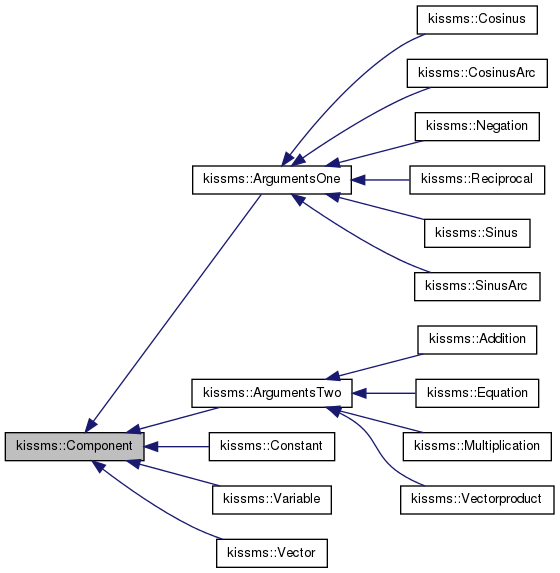 kissms::Cosinus
kissms::CosinusArc
kissms::Negation
kissms::ArgumentsOne
kissms::Reciprocal
kissms::Sinus
kissms::SinusArc
kissms::Addition
kissms::ArgumentsTwo
kissms::Equation
kissms::Component
kissms::Constant
kissms::Multiplication
kissms::Variable
kissms::Vectorproduct
kissms::Vector